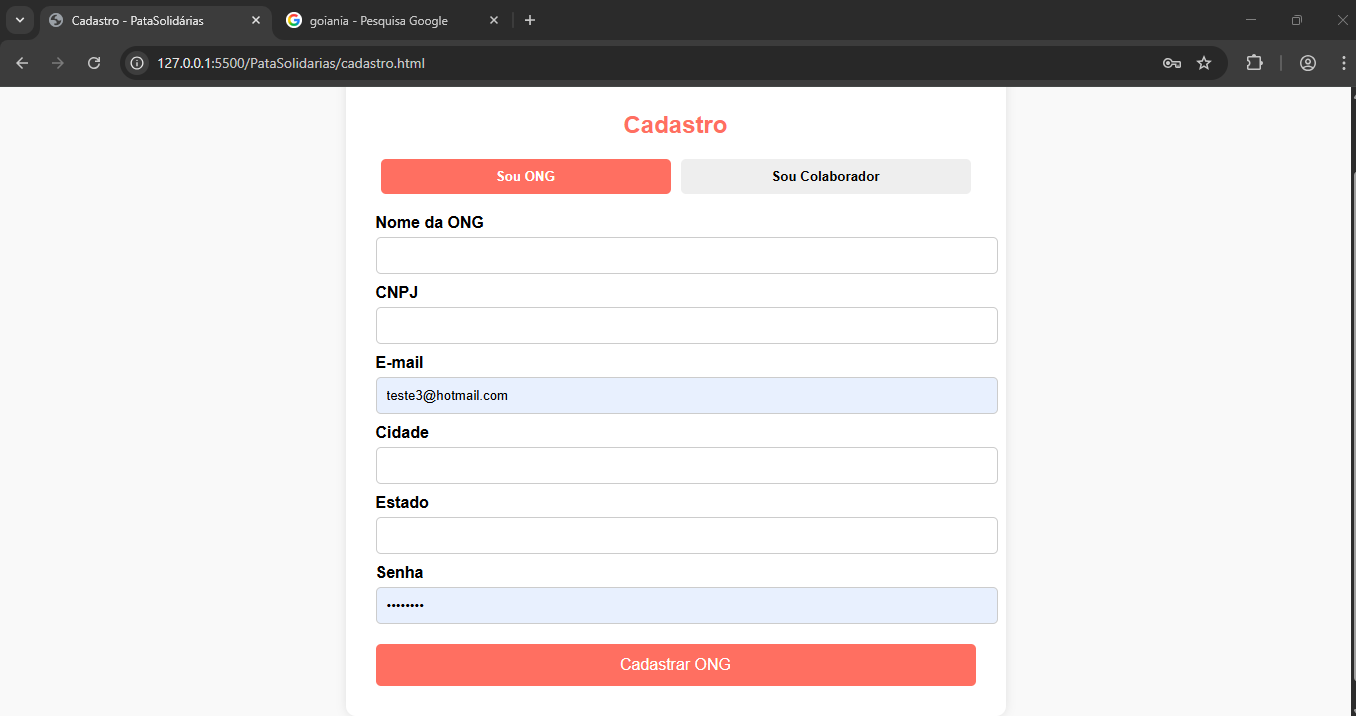 Cadastro - PataSolidárias
goiania - Pesquisa Google
127.0.0.1:5500/PataSolidarias/cadastro.html
Cadastro
Sou ONG
Sou Colaborador
Nome da ONG
CNPJ
E-mail
teste3@hotmail.com
Cidade
Estado
Senha
••••••••
Cadastrar ONG